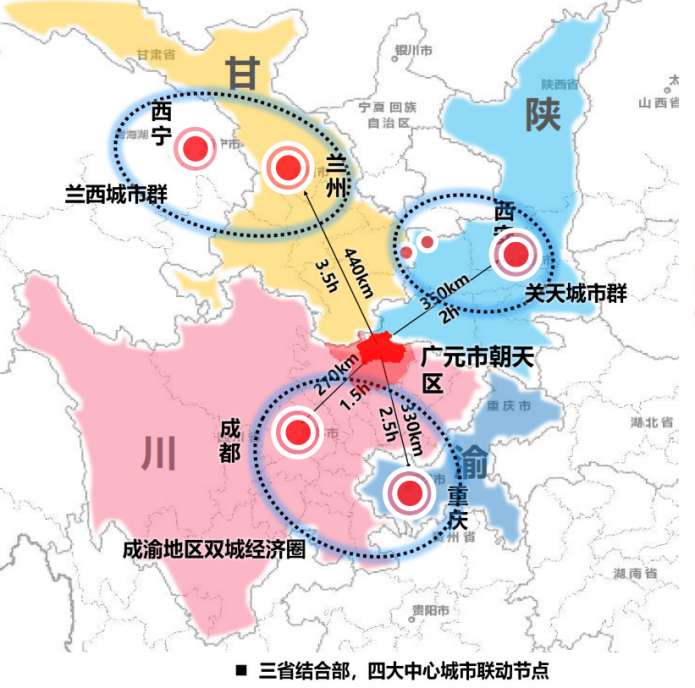 甘肃省
甘
银川市
陕西省
太
山西省
西宁
宁夏回族
自治区
陕
兰州
兰西城市群
西安
440km
3.5h
350km
2h
关天城市群
广元市朝天
区
270km
1.5h
330km
2.5h
成都
川
重庆市
渝
湖北省
重庆
成渝地区双城经济圈
州省
湖南省
贵阳市
■ 三省结合部，四大中心城市联动节点